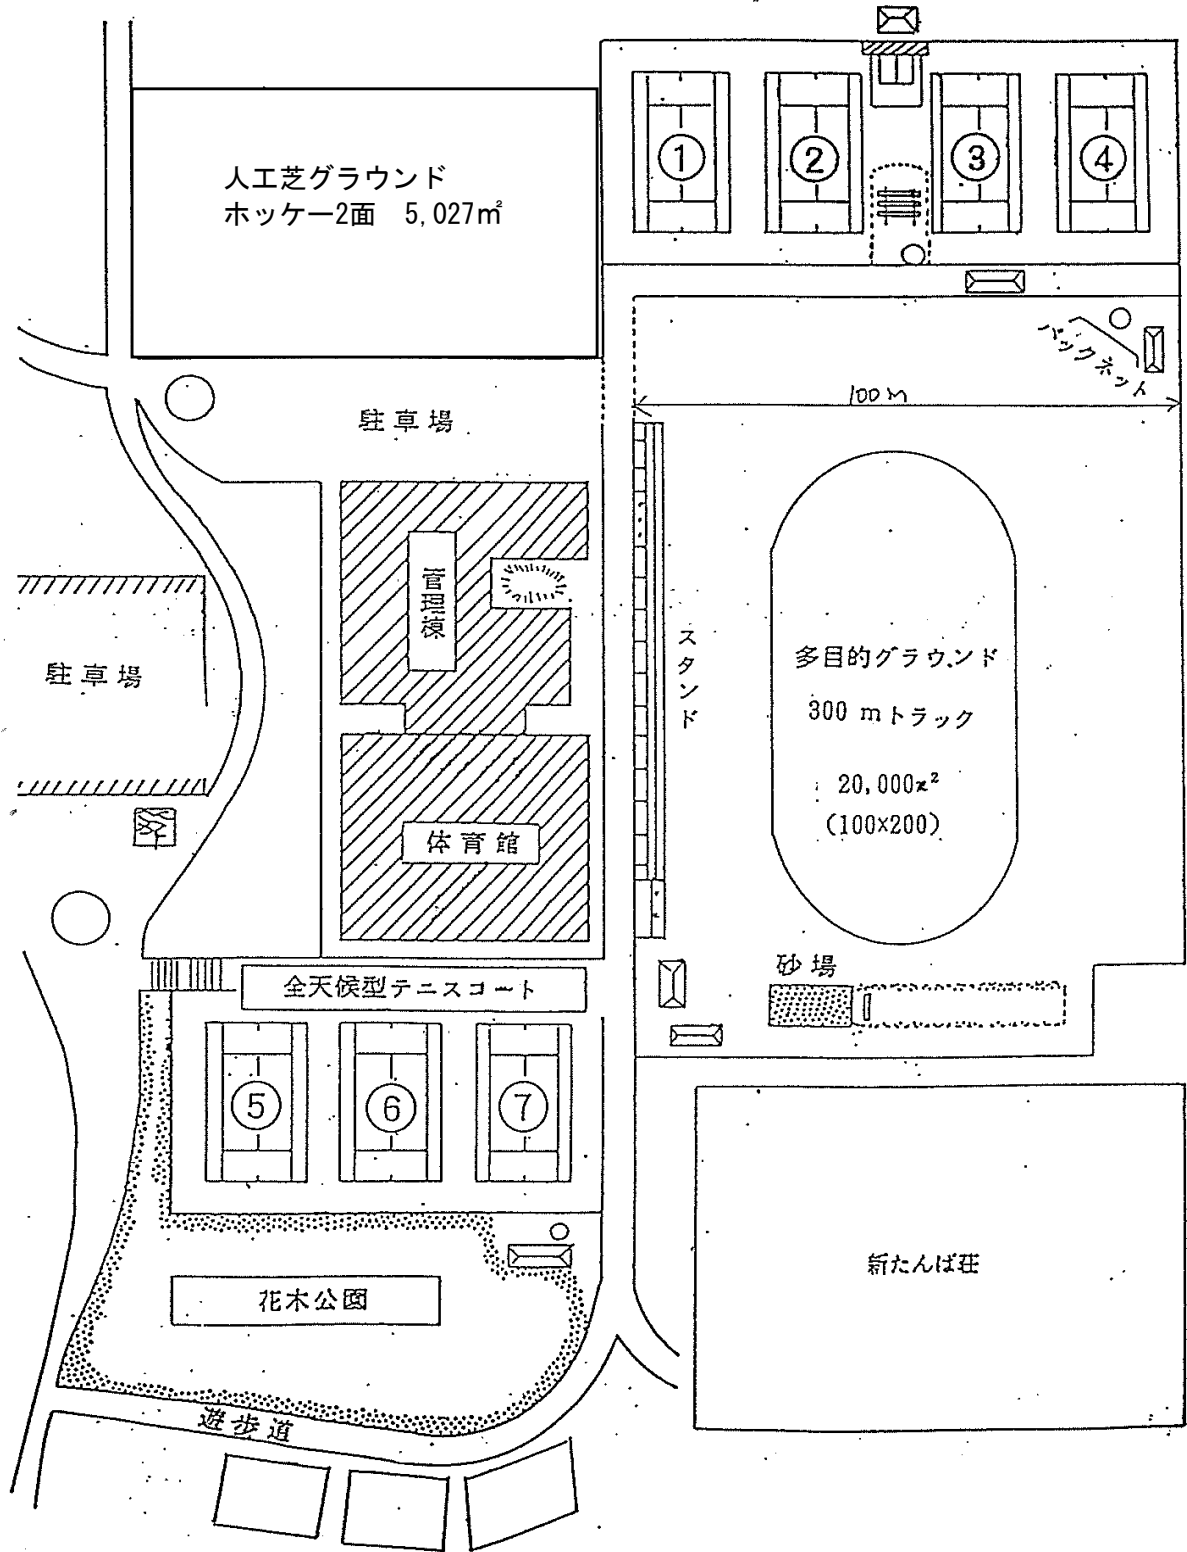 ①
②
③
④
人工芝グラウンド
ホッケー2面　5,027㎡
バックネット
100m
駐車場
管理棟
駐車場
スタンド
多目的グラウンド
300 mトラック
20,000㎡
(100×200)
体育館
砂場
全天候型テニスコート
⑤
⑥
⑦
新たんば荘
花木公園
遊歩道